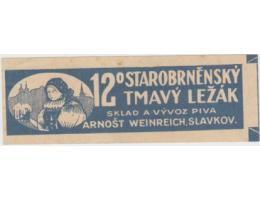 12° STAROBRNĚNSKÝ
TMAVÝ LEŽÁK
SKLAD A VÝVOZ PIVA
ARNOŠT WEINREICH, SLAVKOV.